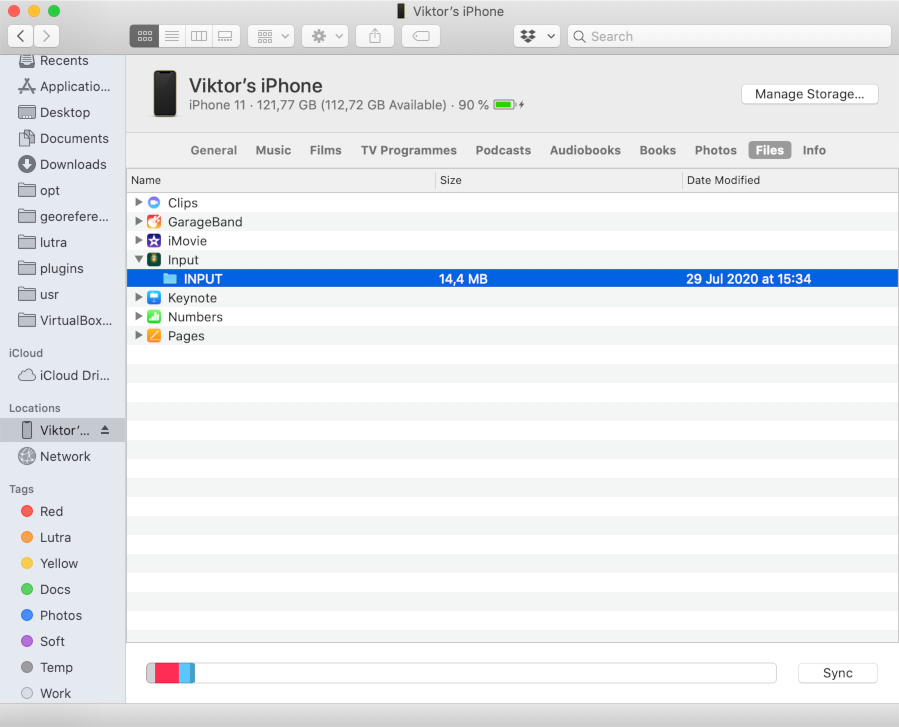 Viktor's iPhone
Search
Recents
Applicatio...
Desktop
Documents
Downloads
opt
georefere...
lutra
plugins
usr
VirtualBox...
iCloud
iCloud Dri...
Locations
Viktor'...
Network
Tags
Red
Lutra
Yellow
Docs
Photos
Soft
Temp
Work
Viktor's iPhone
iPhone 11 · 121,77 GB (112,72 GB Available) · 90 %
Manage Storage...
General Music Films TV Programmes Podcasts Audiobooks Books Photos Files Info
Name Size Date Modified
Clips
GarageBand
iMovie
Input
INPUT 14,4 MB 29 Jul 2020 at 15:34
Keynote
Numbers
Pages
Sync